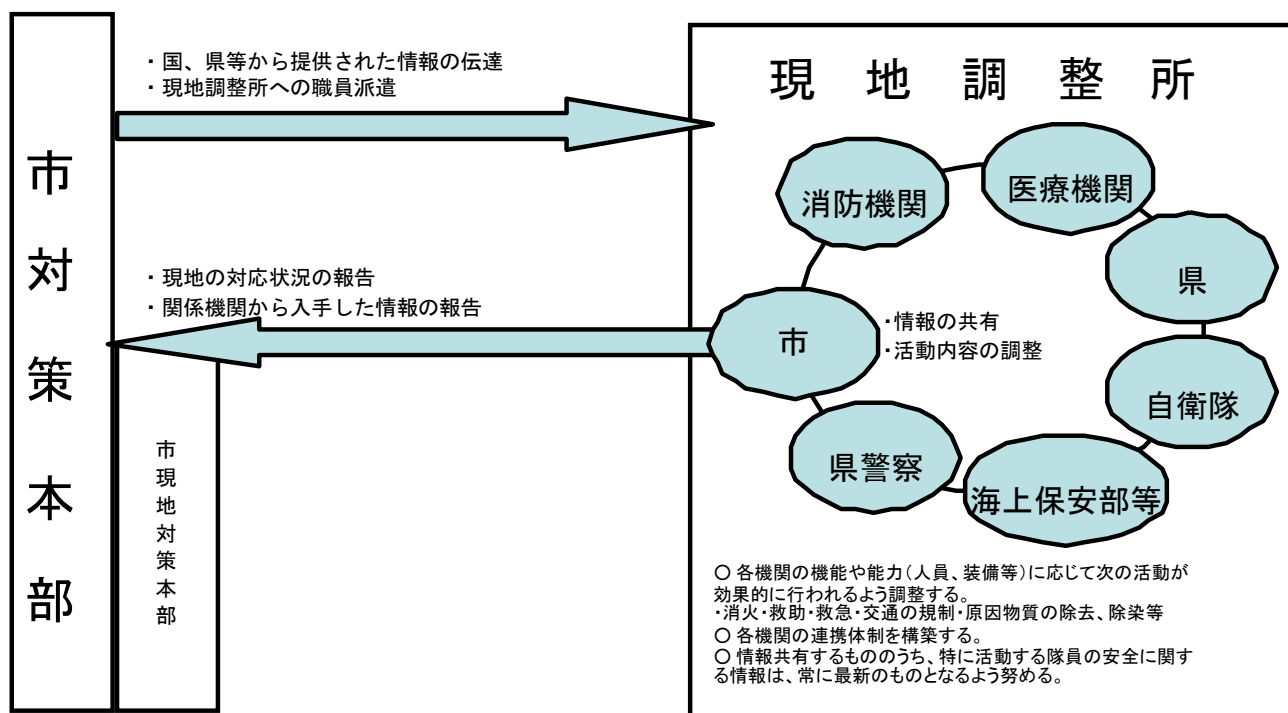 市対策本部
・国、県等から提供された情報の伝達
・現地調整所への職員派遣
・現地の対応状況の報告
・関係機関から入手した情報の報告
市現地対策本部
現地調整所
消防機関
医療機関
県
市
・情報の共有
・活動内容の調整
自衛隊
県警察
海上保安部等
〇 各機関の機能や能力（人員、装備等）に応じて次の活動が
効果的に行われるよう調整する。
・消火・救助・救急・交通の規制・原因物質の除去、除染等
〇 各機関の連携体制を構築する。
〇 情報共有するもののうち、特に活動する隊員の安全に関す
る情報は、常に最新のものとなるよう努める。